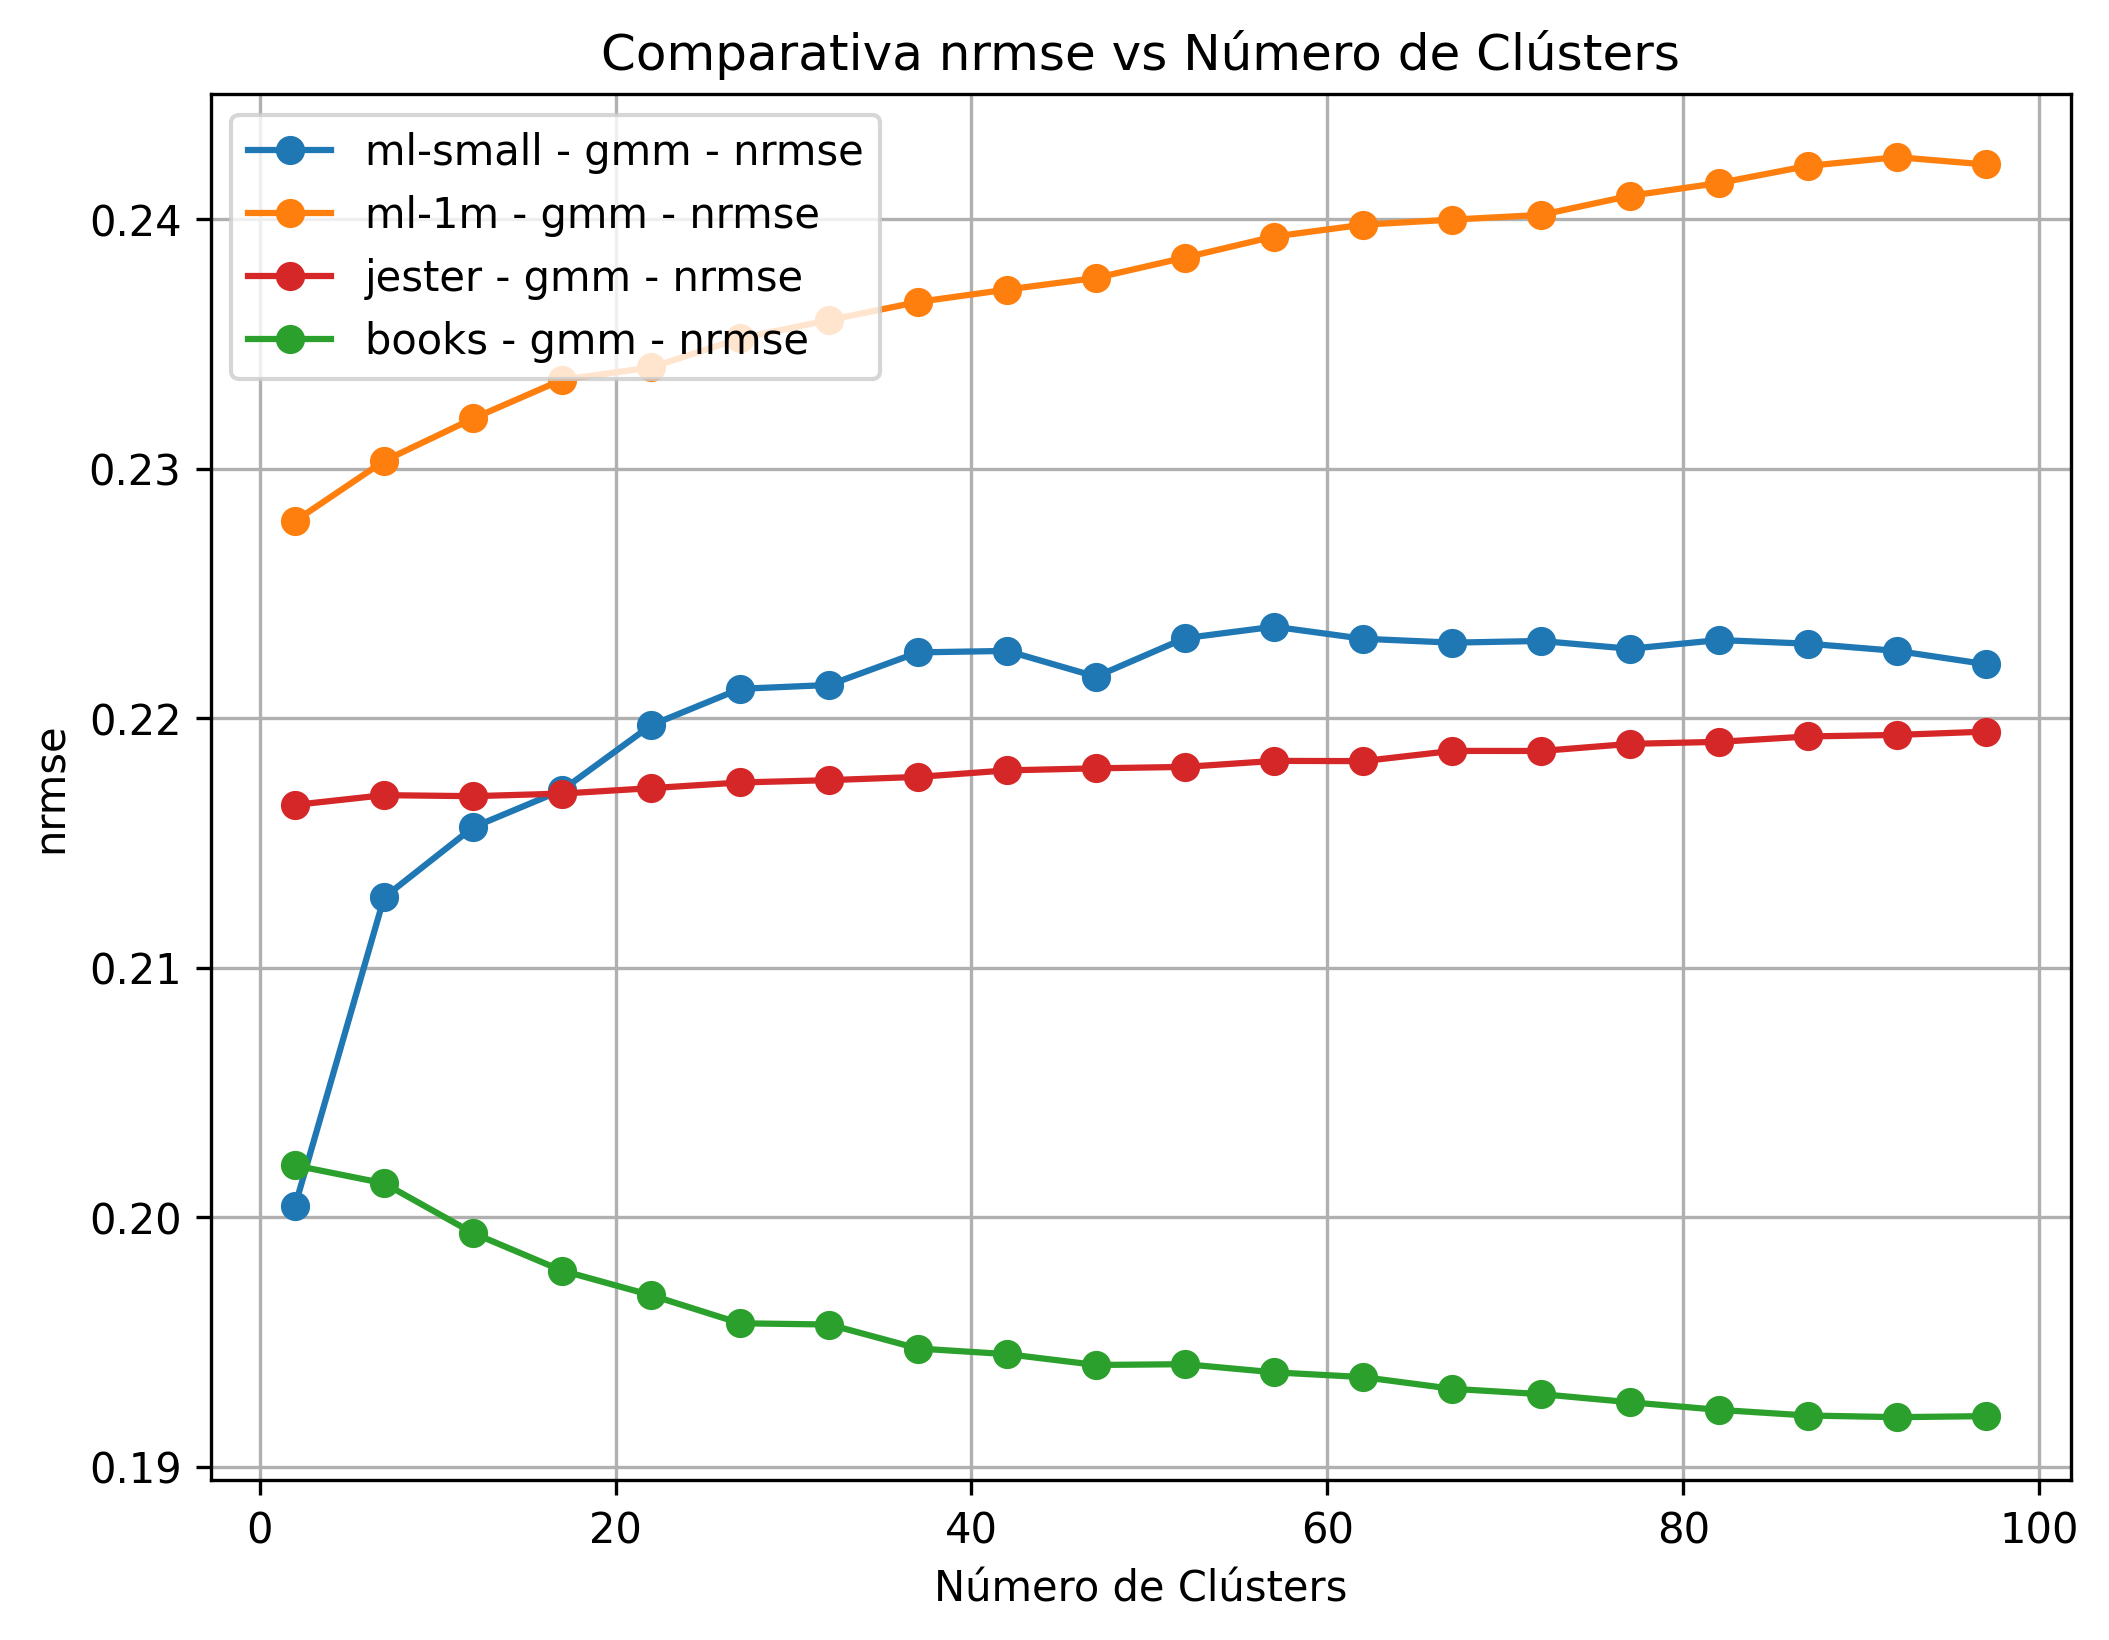 Comparativa nrmse vs Número de Clústers
ml-small - gmm - nrmse
ml-1m - gmm - nrmse
jester - gmm - nrmse
books - gmm - nrmse
0.24
0.23
0.22
0.21
0.20
0.19
nrmse
0 20 40 60 80 100
Número de Clústers